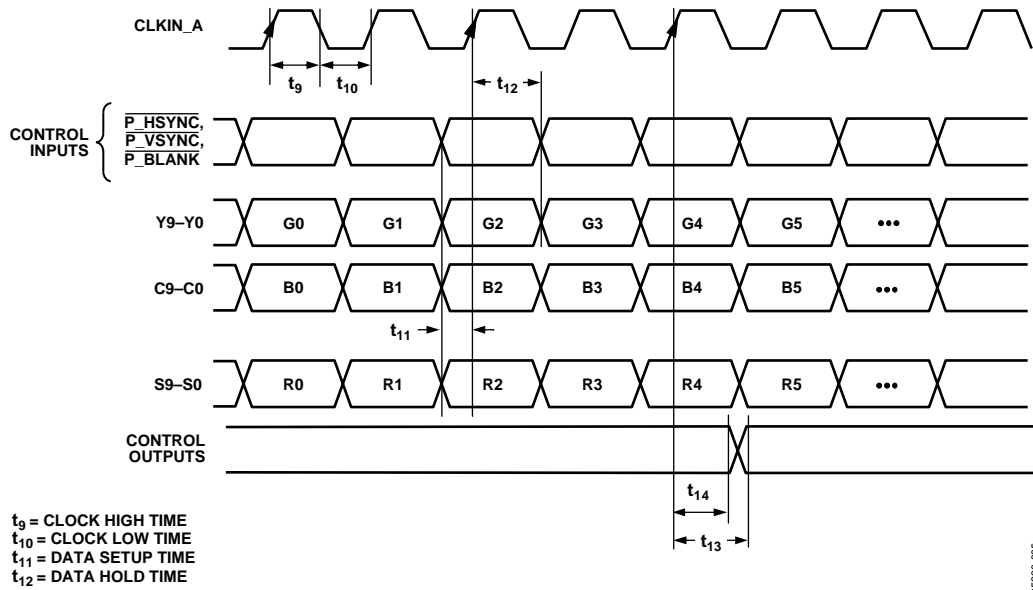 CLKIN_A
t9
t10
t12
CONTROL INPUTS
P_HSYNC,
P_VSYNC,
P_BLANK
Y9–Y0 G0 G1 G2 G3 G4 G5 •••
C9–C0 B0 B1 B2 B3 B4 B5 •••
t11
S9–S0 R0 R1 R2 R3 R4 R5 •••
CONTROL OUTPUTS
t14
t13
t9 = CLOCK HIGH TIME
t10 = CLOCK LOW TIME
t11 = DATA SETUP TIME
t12 = DATA HOLD TIME